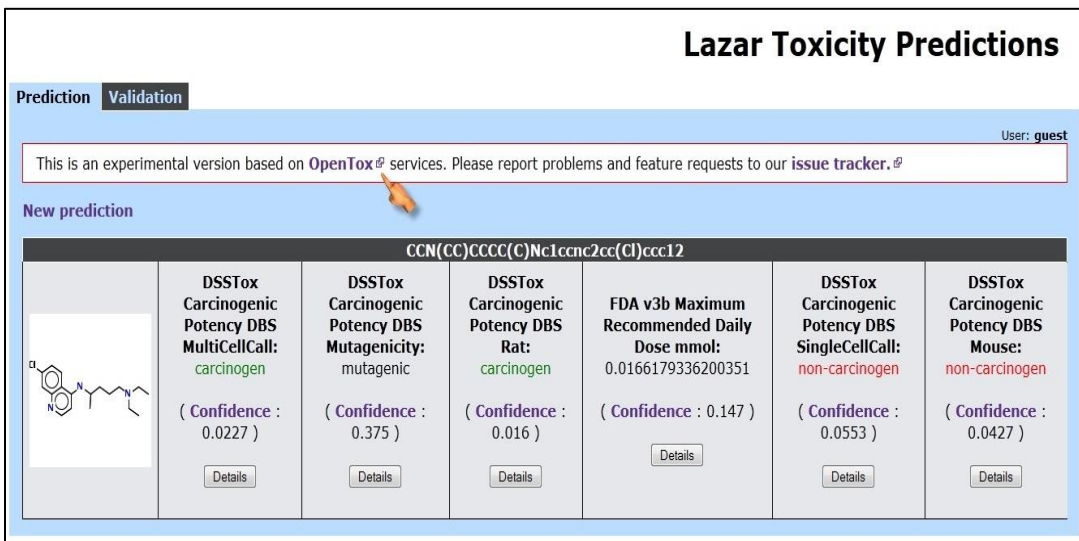 Lazar Toxicity Predictions
Prediction Validation
User: guest
This is an experimental version based on OpenTox services. Please report problems and feature requests to our issue tracker.
New prediction
CCN(CC)CCCC(C)Nc1ccnc2cc(Cl)ccc12
Cl
N
N
N
DSSTox
Carcinogenic
Potency DBS
MultiCellCall:
carcinogen
( Confidence :
0.0227 )
Details
DSSTox
Carcinogenic
Potency DBS
Mutagenicity:
mutagenic
( Confidence :
0.375 )
Details
DSSTox
Carcinogenic
Potency DBS
Rat:
carcinogen
( Confidence :
0.016 )
Details
FDA v3b Maximum
Recommended Daily
Dose mmol:
0.0166179336200351
( Confidence : 0.147 )
Details
DSSTox
Carcinogenic
Potency DBS
SingleCellCall:
non-carcinogen
( Confidence :
0.0553 )
Details
DSSTox
Carcinogenic
Potency DBS
Mouse:
non-carcinogen
( Confidence :
0.0427 )
Details